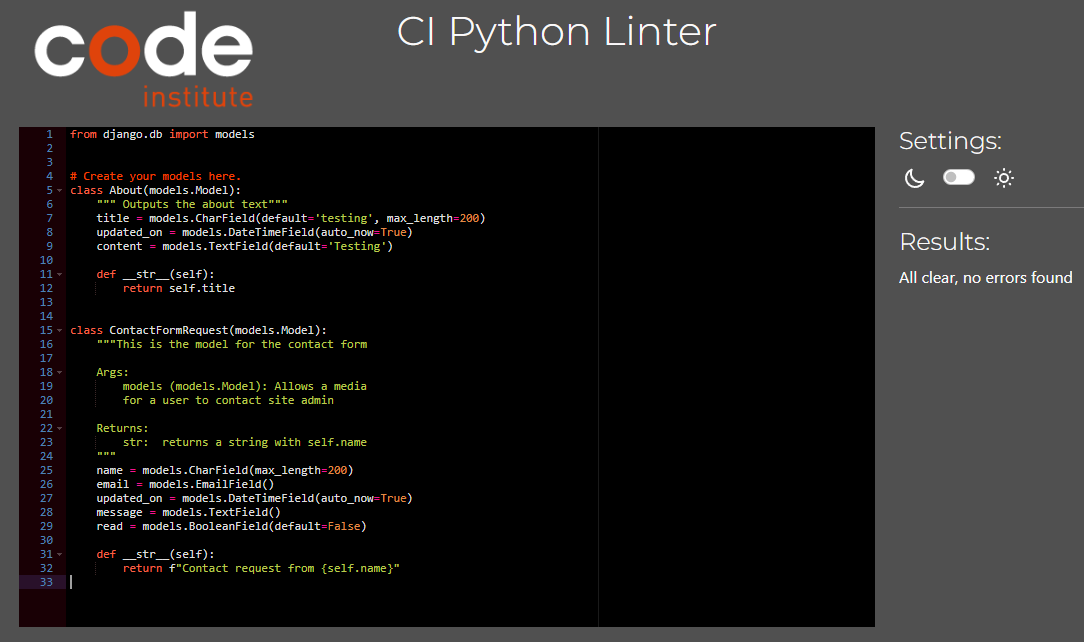 code
institute
CI Python Linter
1 from django.db import models
2
3
4 # Create your models here.
5 class About(models.Model):
6     """ Outputs the about text"""
7     title = models.CharField(default='testing', max_length=200)
8     updated_on = models.DateTimeField(auto_now=True)
9     content = models.TextField(default='Testing')
10
11     def __str__(self):
12         return self.title
13
14
15 class ContactFormRequest(models.Model):
16     """This is the model for the contact form
17
18     Args:
19         models (models.Model): Allows a media
20         for a user to contact site admin
21
22     Returns:
23         str:  returns a string with self.name
24     """
25     name = models.CharField(max_length=200)
26     email = models.EmailField()
27     updated_on = models.DateTimeField(auto_now=True)
28     message = models.TextField()
29     read = models.BooleanField(default=False)
30
31     def __str__(self):
32         return f"Contact request from {self.name}"
33
Settings:
Results:
All clear, no errors found